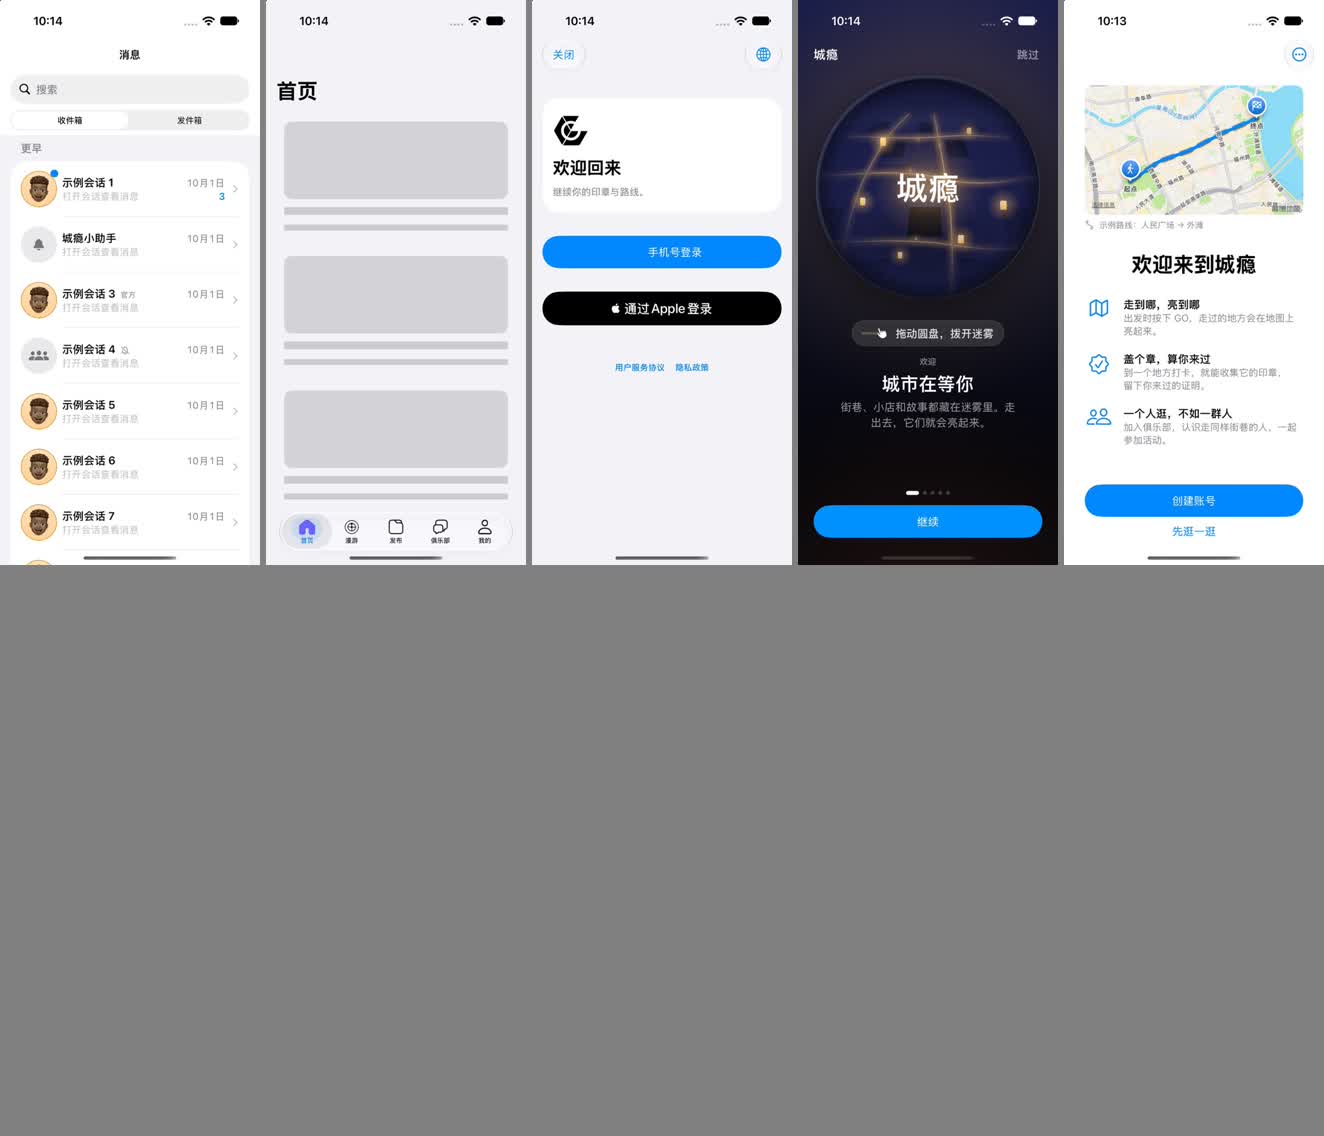 10:14
消息
搜索
收件箱 发件箱
更早
示例会话 1 10月1日
打开会话查看消息 3
城瘾小助手 10月1日
打开会话查看消息
示例会话 3 官方 10月1日
打开会话查看消息
示例会话 4 10月1日
打开会话查看消息
示例会话 5 10月1日
打开会话查看消息
示例会话 6 10月1日
打开会话查看消息
示例会话 7 10月1日
打开会话查看消息
10:14
首页
首页 漫游 发布 俱乐部 我的
10:14
关闭
欢迎回来
继续你的印章与路线。
手机号登录
通过Apple登录
用户服务协议 隐私政策
10:14
城瘾 跳过
城瘾
拖动圆盘，拨开迷雾
欢迎
城市在等你
街巷、小店和故事都藏在迷雾里。走
出去，它们就会亮起来。
继续
10:13
终点
起点
示例路线：人民广场 → 外滩
欢迎来到城瘾
走到哪，亮到哪
出发时按下 GO，走过的地方会在地图上
亮起来。
盖个章，算你来过
到一个地方打卡，就能收集它的印章，
留下你来过的证明。
一个人逛，不如一群人
加入俱乐部，认识走同样街巷的人，一起
参加活动。
创建账号
先逛一逛